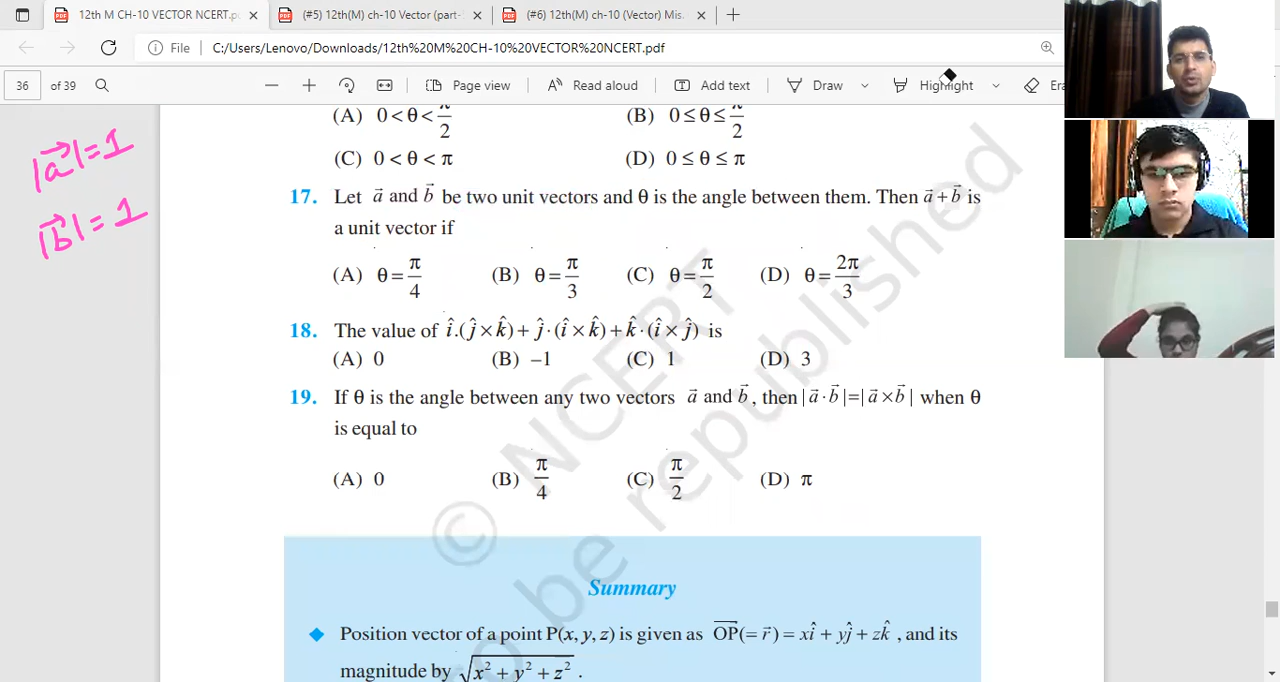 12th M CH-10 VECTOR NCERT.p
(#5) 12th(M) ch-10 Vector (part-
(#6) 12th(M) ch-10 (Vector) Mis.
File C:/Users/Lenovo/Downloads/12th%20M%20CH-10%20VECTOR%20NCERT.pdf
36 of 39 Page view Read aloud Add text Draw Highlight Era
(A) 0 < θ < π/2 (B) 0 ≤ θ ≤ π/2
(C) 0 < θ < π (D) 0 ≤ θ ≤ π
|a⃗| = 1
|b⃗| = 1
17. Let a⃗ and b⃗ be two unit vectors and θ is the angle between them. Then a⃗ + b⃗ is
a unit vector if
(A) θ = π/4 (B) θ = π/3 (C) θ = π/2 (D) θ = 2π/3
18. The value of î.(ĵ × k̂) + ĵ·(î × k̂) + k̂·(î × ĵ) is
(A) 0 (B) –1 (C) 1 (D) 3
19. If θ is the angle between any two vectors a⃗ and b⃗, then |a⃗·b⃗| = |a⃗ × b⃗| when θ
is equal to
(A) 0 (B) π/4 (C) π/2 (D) π
© NCERT
be republished
Summary
◆ Position vector of a point P(x, y, z) is given as OP⃗(= r⃗) = xî + yĵ + zk̂, and its
magnitude by √(x² + y² + z²).